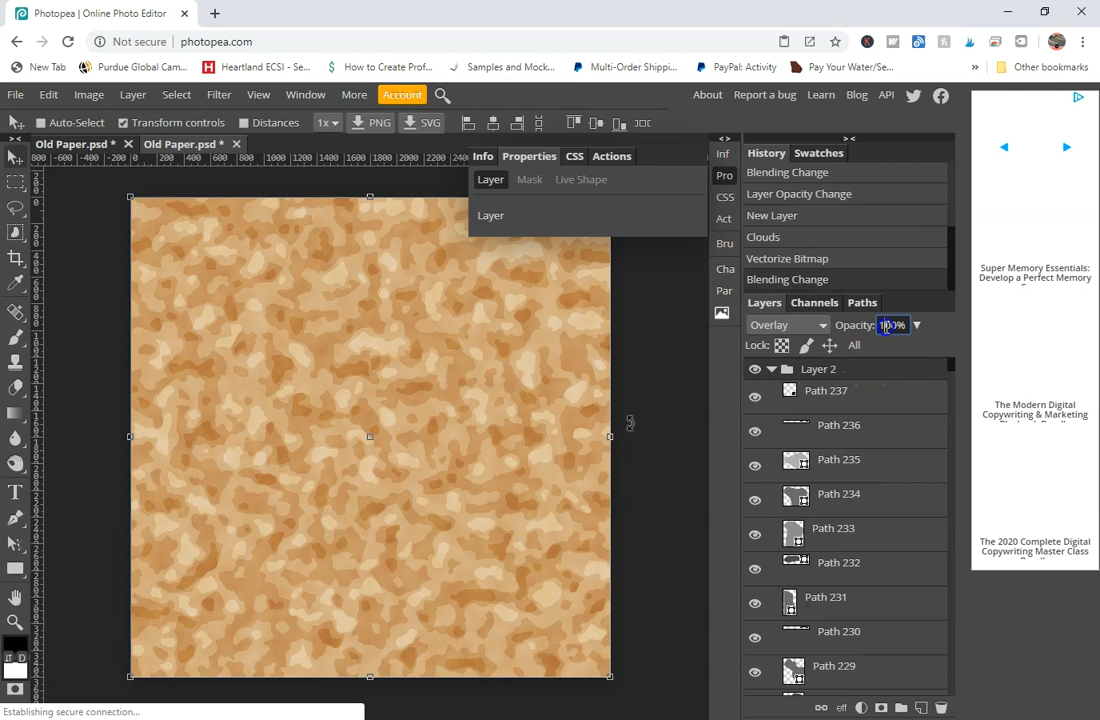 Photopea | Online Photo Editor
Not secure | photopea.com
New Tab Purdue Global Cam... Heartland ECSI - Se... How to Create Prof... Samples and Mock... Multi-Order Shippi... PayPal: Activity Pay Your Water/Se... » Other bookmarks
File Edit Image Layer Select Filter View Window More Account About Report a bug Learn Blog API
Auto-Select Transform controls Distances 1x PNG SVG
Old Paper.psd * Old Paper.psd *
Info Properties CSS Actions
Layer Mask Live Shape
Layer
Inf
Pro
CSS
Act
Bru
Cha
Par
History Swatches
Blending Change
Layer Opacity Change
New Layer
Clouds
Vectorize Bitmap
Blending Change
Layers Channels Paths
Overlay Opacity: 100%
Lock: All
Layer 2
Path 237
Path 236
Path 235
Path 234
Path 233
Path 232
Path 231
Path 230
Path 229
eff
Super Memory Essentials:
Develop a Perfect Memory
The Modern Digital
Copywriting & Marketing
The 2020 Complete Digital
Copywriting Master Class
Establishing secure connection...